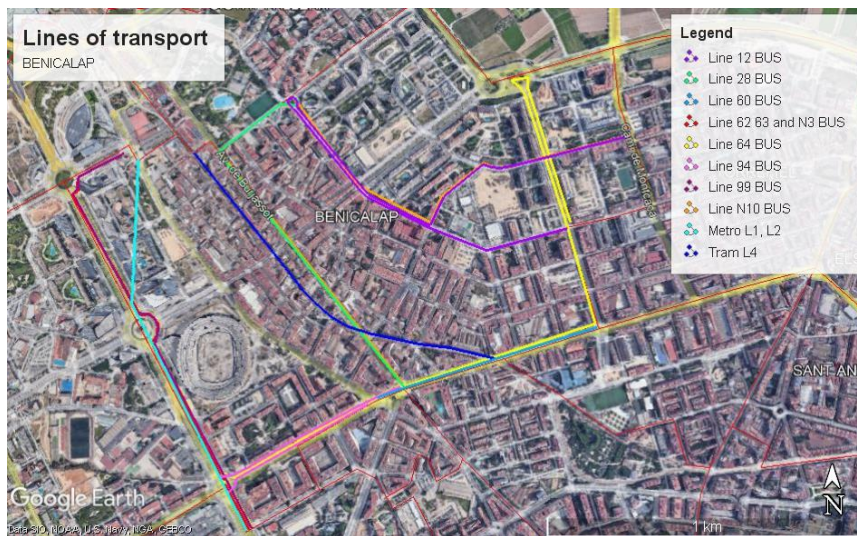 Lines of transport
BENICALAP
Legend
Line 12 BUS
Line 28 BUS
Line 60 BUS
Line 62 63 and N3 BUS
Line 64 BUS
Line 94 BUS
Line 99 BUS
Line N10 BUS
Metro L1, L2
Tram L4
BENICALAP
SANT AN
Google Earth
Data SIO, NOAA, U.S. Navy, NGA, GEBCO
1 km
N